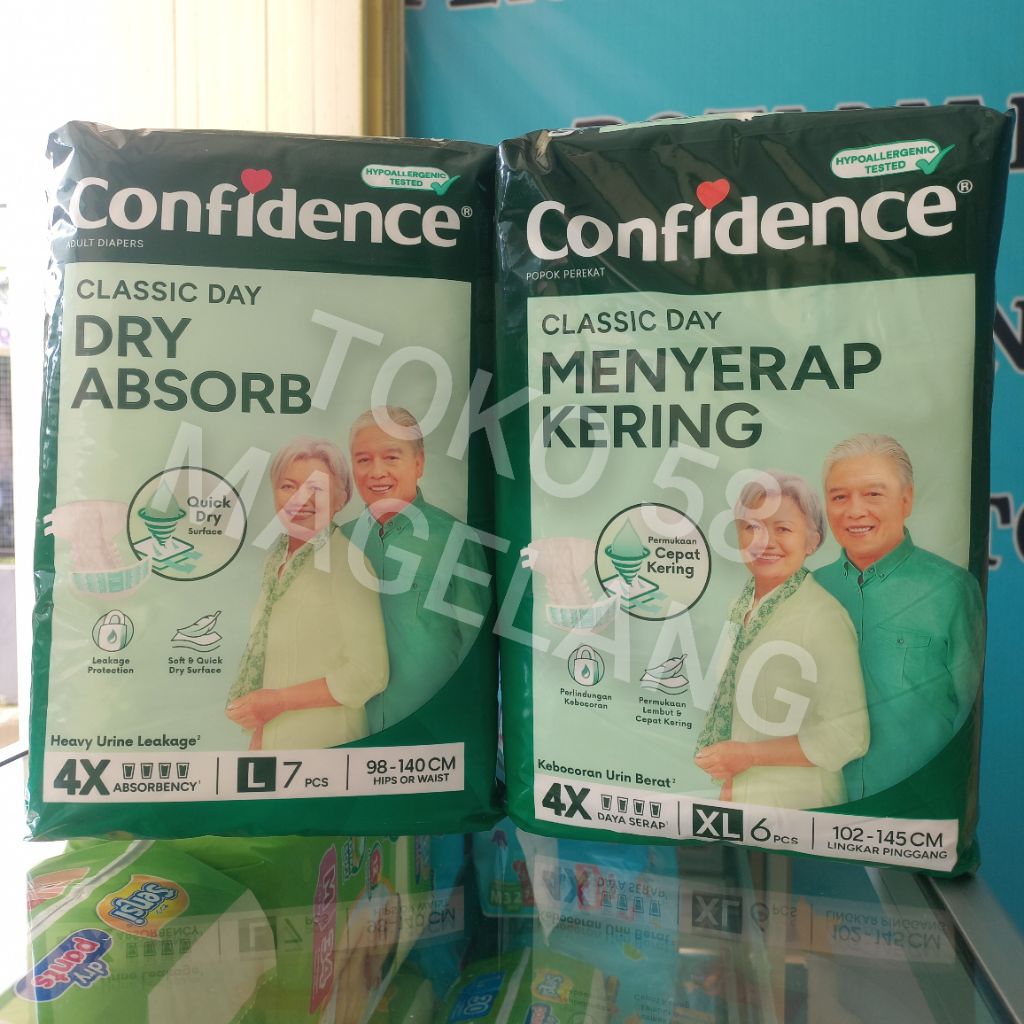 HYPOALLERGENIC
TESTED
Confidence®
ADULT DIAPERS
CLASSIC DAY
DRY
ABSORB
Quick
Dry
Surface
Leakage
Protection
Soft & Quick
Dry Surface
Heavy Urine Leakage²
4X
ABSORBENCY¹
L 7 PCS
98-140 CM
HIPS OR WAIST
HYPOALLERGENIC
TESTED
Confidence®
POPOK PEREKAT
CLASSIC DAY
MENYERAP
KERING
Permukaan
Cepat
Kering
Perlindungan
Kebocoran
Permukaan
Lembut &
Cepat Kering
Kebocoran Urin Berat²
4X
DAYA SERAP¹
XL 6 PCS
102-145 CM
LINGKAR PINGGANG
TOKO 58
MAGELANG
Sensi
dry
pants